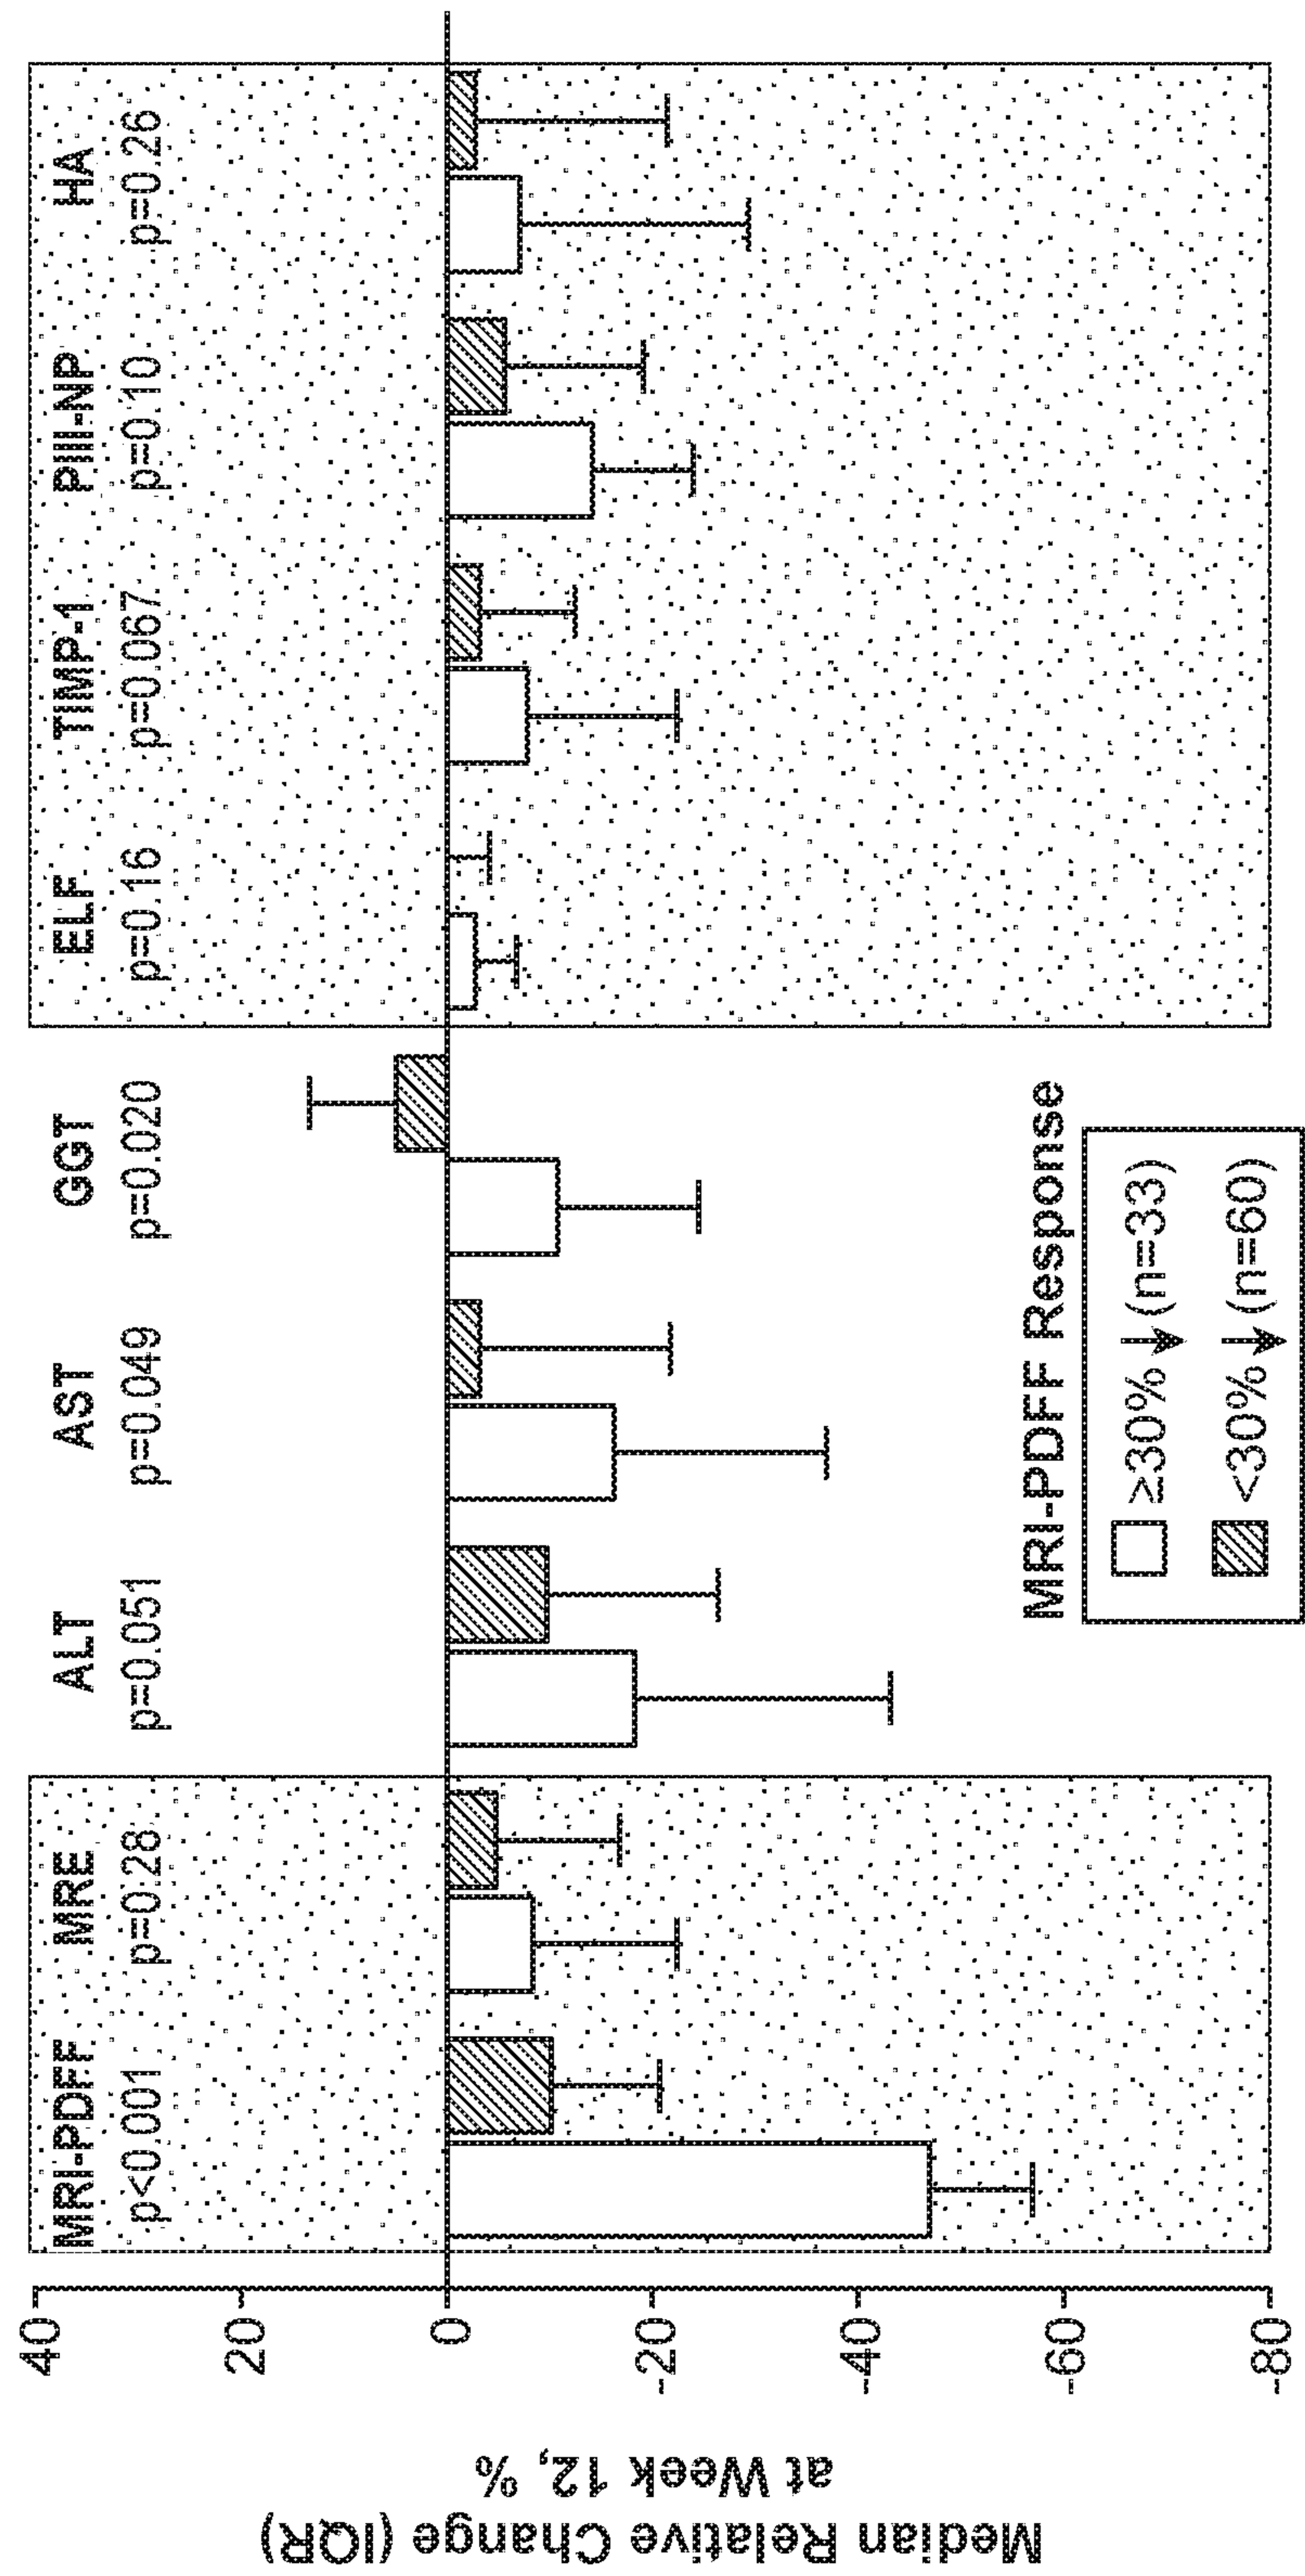 Median Relative Change (IQR)
at Week 12, %
40
20
0
-20
-40
-60
-80
MRI-PDFF
p<0.001
MRE
p=0.28
ALT
p=0.051
AST
p=0.049
GGT
p=0.020
ELF
p=0.16
TIMP-1
p=0.067
PIII-NP
p=0.10
HA
p=0.26
MRI-PDFF Response
≥30% ↓ (n=33)
<30% ↓ (n=60)